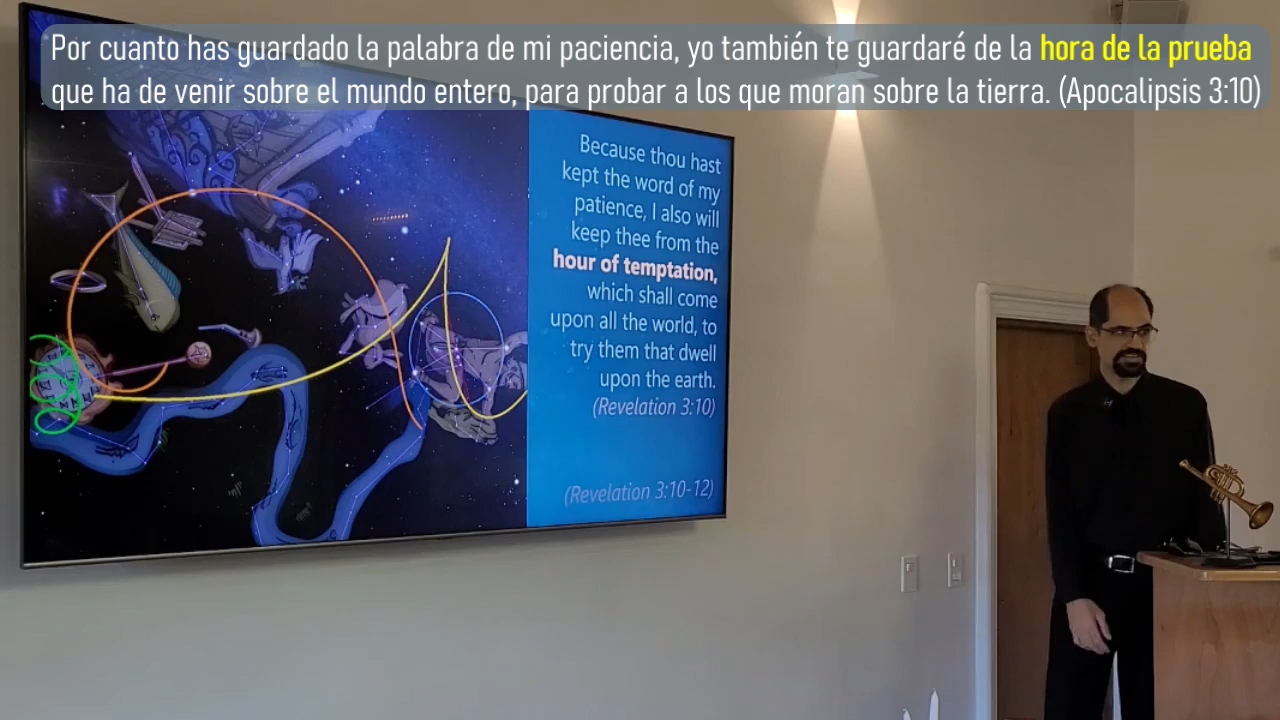 Por cuanto has guardado la palabra de mi paciencia, yo también te guardaré de la hora de la prueba
que ha de venir sobre el mundo entero, para probar a los que moran sobre la tierra. (Apocalipsis 3:10)
Because thou hast
kept the word of my
patience, I also will
keep thee from the
hour of temptation,
which shall come
upon all the world, to
try them that dwell
upon the earth.
(Revelation 3:10)
(Revelation 3:10-12)